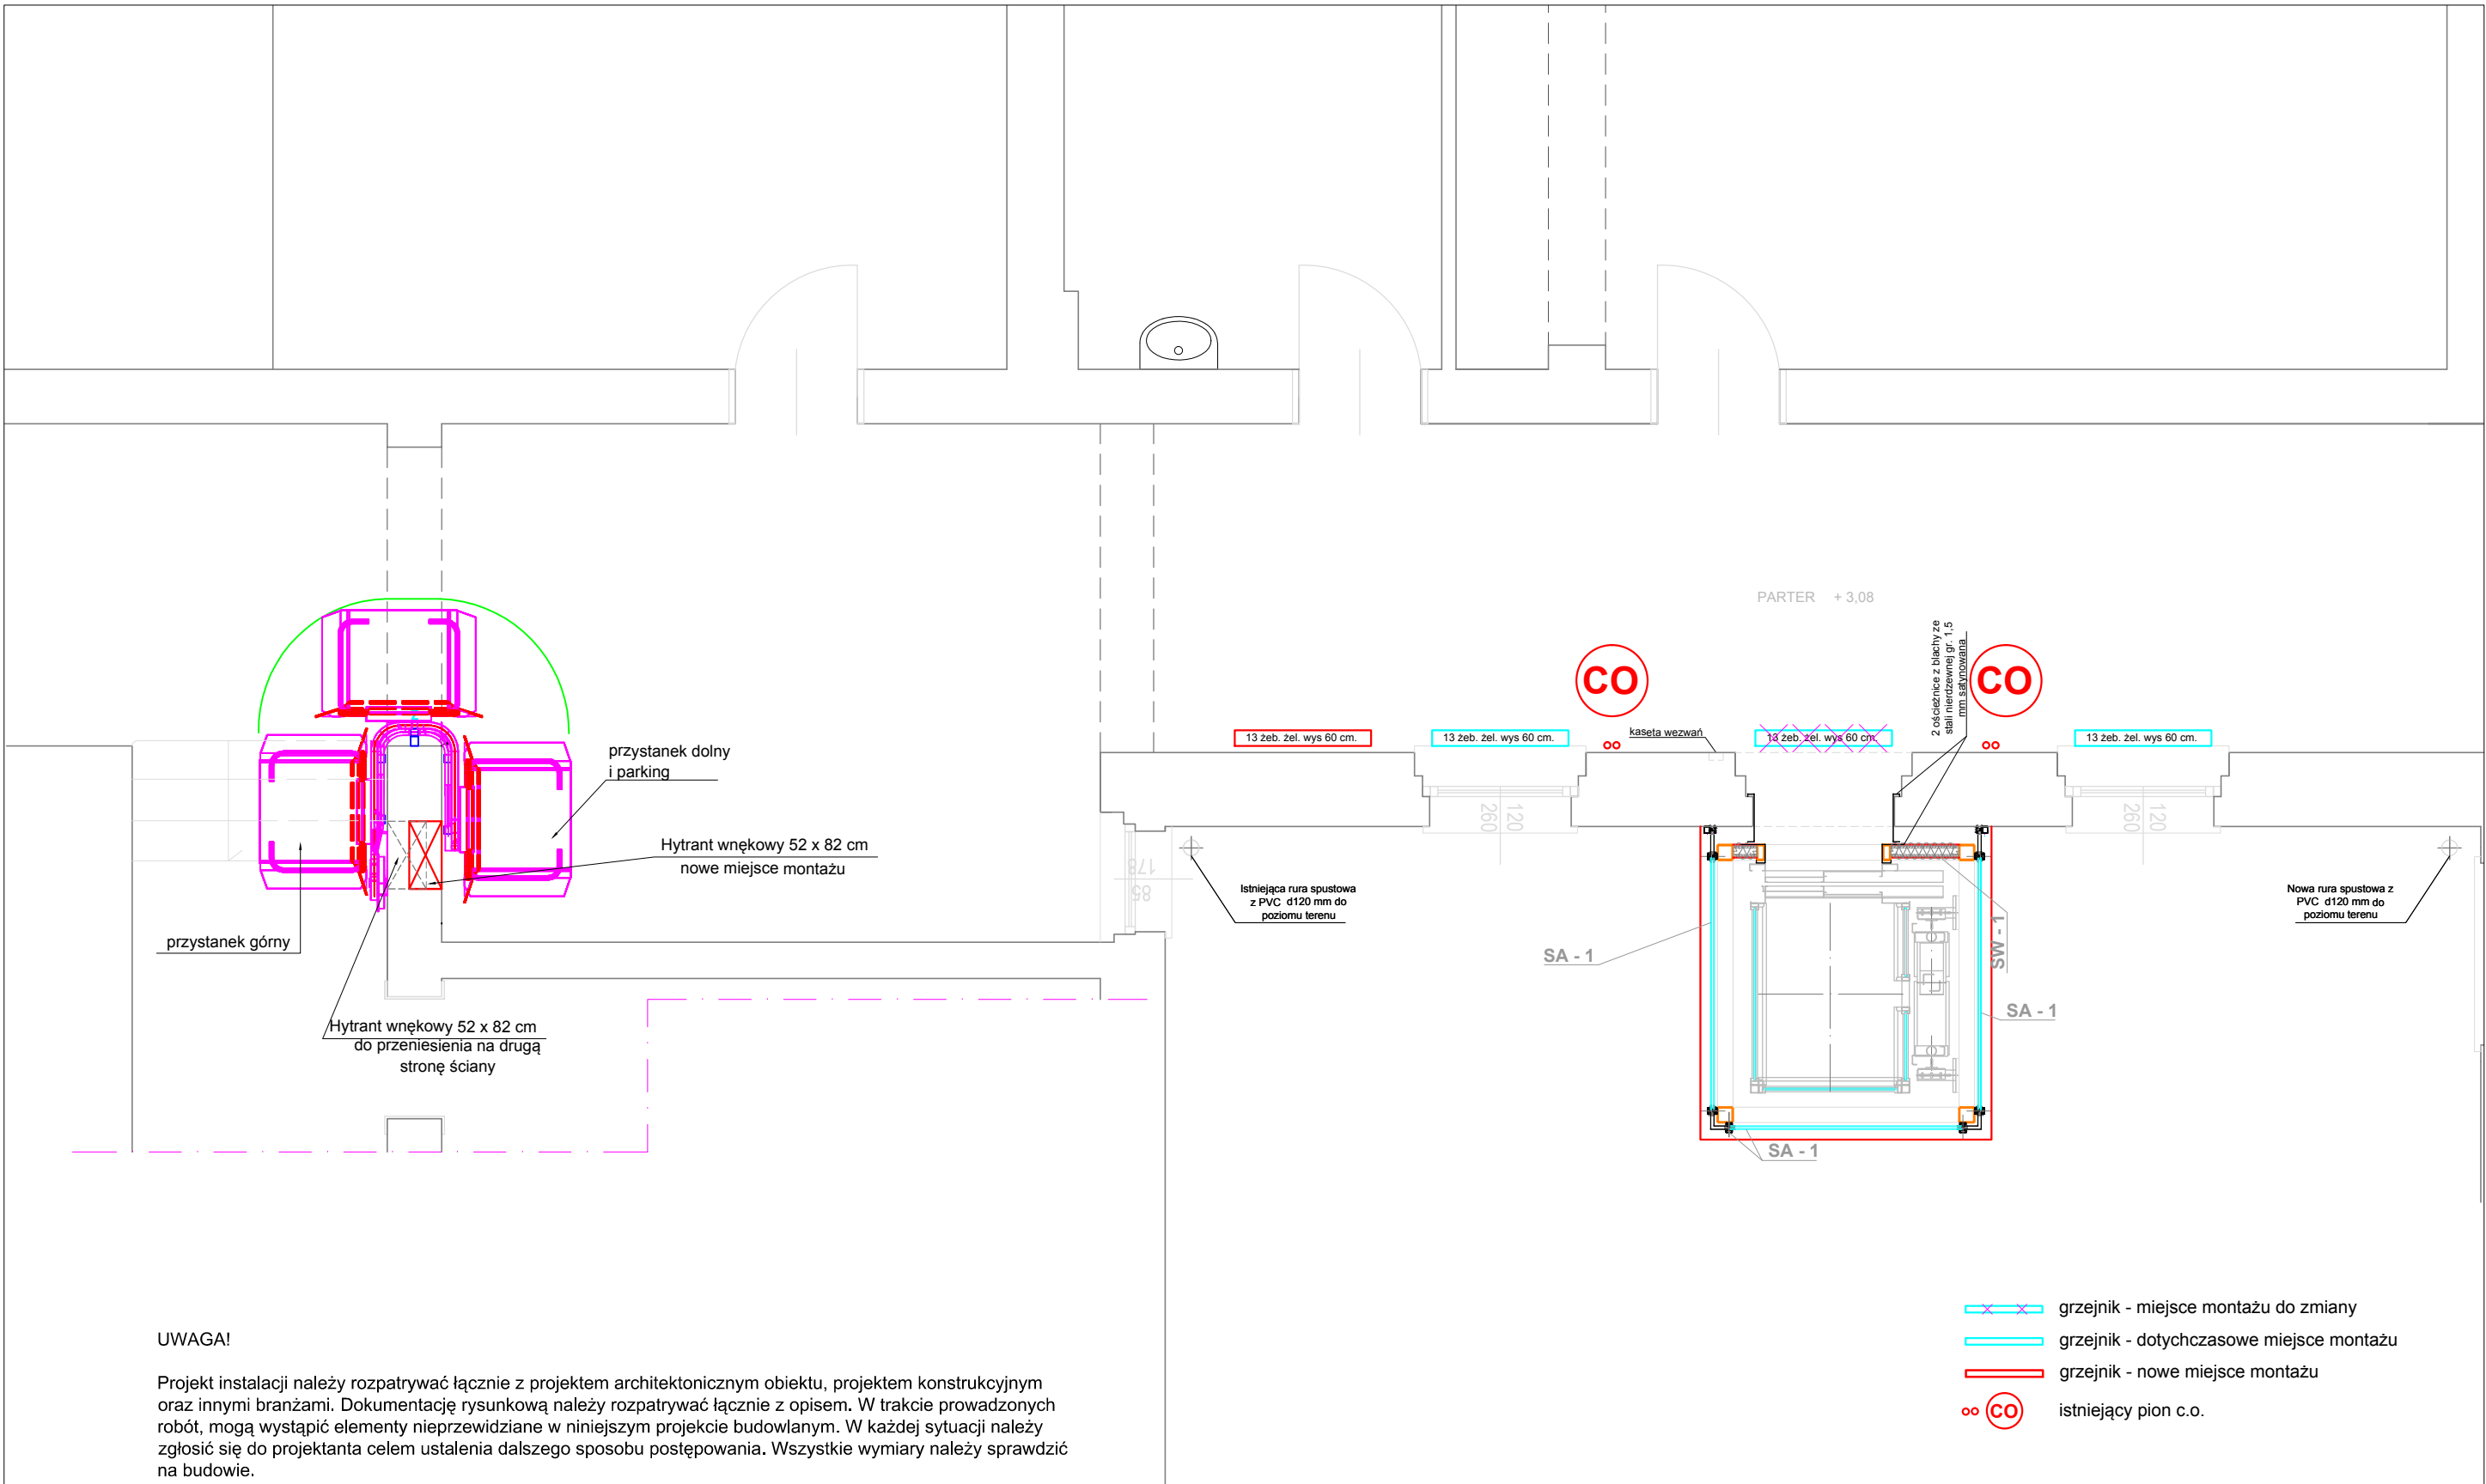 PARTER + 3,08
2 ościeżnice z blachy ze
stali nierdzewnej gr. 1,5
mm satynowana
CO
CO
kaseta wezwań
13 żeb. żel. wys 60 cm.
13 żeb. żel. wys 60 cm.
13 żeb. żel. wys 60 cm.
13 żeb. żel. wys 60 cm.
przystanek dolny
i parking
120
260
120
260
Hytrant wnękowy 52 x 82 cm
nowe miejsce montażu
178
85
Istniejąca rura spustowa
z PVC d120 mm do
poziomu terenu
Nowa rura spustowa z
PVC d120 mm do
poziomu terenu
przystanek górny
SA - 1
SW - 1
SA - 1
Hytrant wnękowy 52 x 82 cm
do przeniesienia na drugą
stronę ściany
SA - 1
grzejnik - miejsce montażu do zmiany
grzejnik - dotychczasowe miejsce montażu
grzejnik - nowe miejsce montażu
CO istniejący pion c.o.
UWAGA!
Projekt instalacji należy rozpatrywać łącznie z projektem architektonicznym obiektu, projektem konstrukcyjnym
oraz innymi branżami. Dokumentację rysunkową należy rozpatrywać łącznie z opisem. W trakcie prowadzonych
robót, mogą wystąpić elementy nieprzewidziane w niniejszym projekcie budowlanym. W każdej sytuacji należy
zgłosić się do projektanta celem ustalenia dalszego sposobu postępowania. Wszystkie wymiary należy sprawdzić
na budowie.